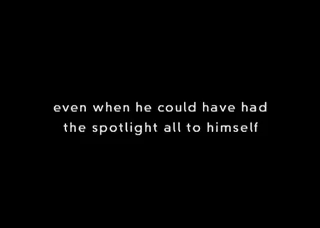 even when he could have had
the spotlight all to himself